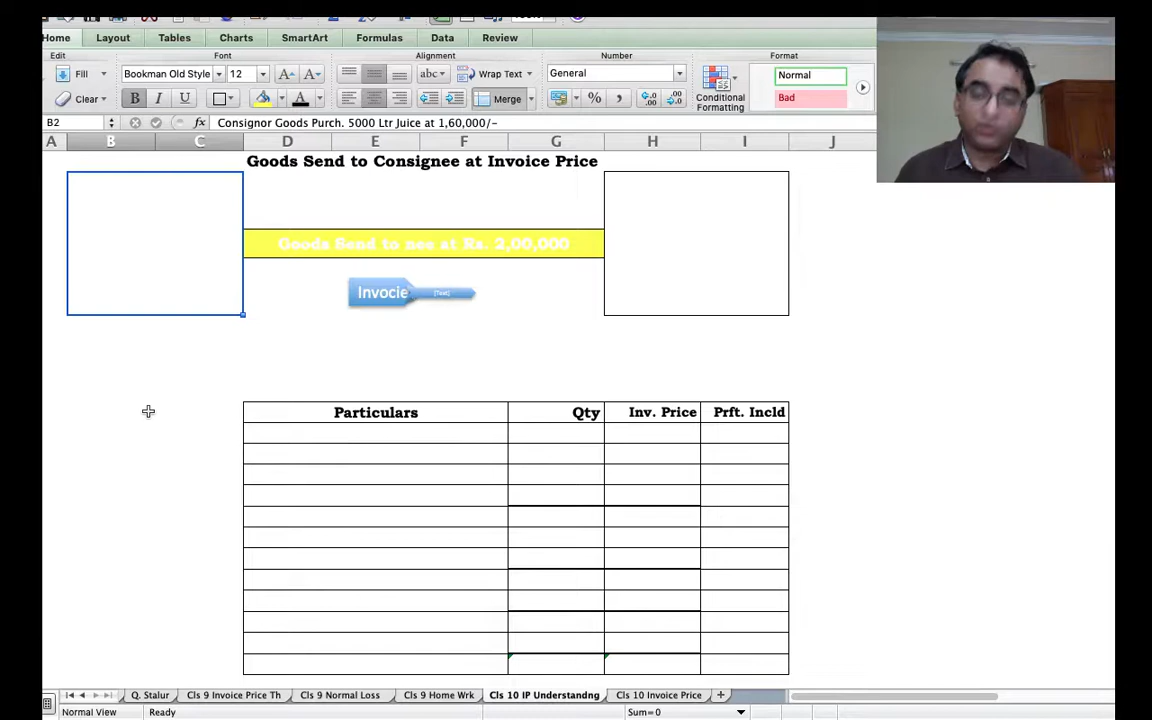 Home Layout Tables Charts SmartArt Formulas Data Review
Edit Font Alignment Number Format
Fill Bookman Old Style 12 abc Wrap Text General Normal
Clear B I U A Merge % Conditional Formatting Bad
B2 fx Consignor Goods Purch. 5000 Ltr Juice at 1,60,000/-
A B C D E F G H I J
Goods Send to Consignee at Invoice Price
Goods Send to nee at Rs. 2,00,000
Invocie [Text]
Particulars Qty Inv. Price Prft. Incld
Q. Stalur Cls 9 Invoice Price Th Cls 9 Normal Loss Cls 9 Home Wrk Cls 10 IP Understandng Cls 10 Invoice Price
Normal View Ready Sum=0